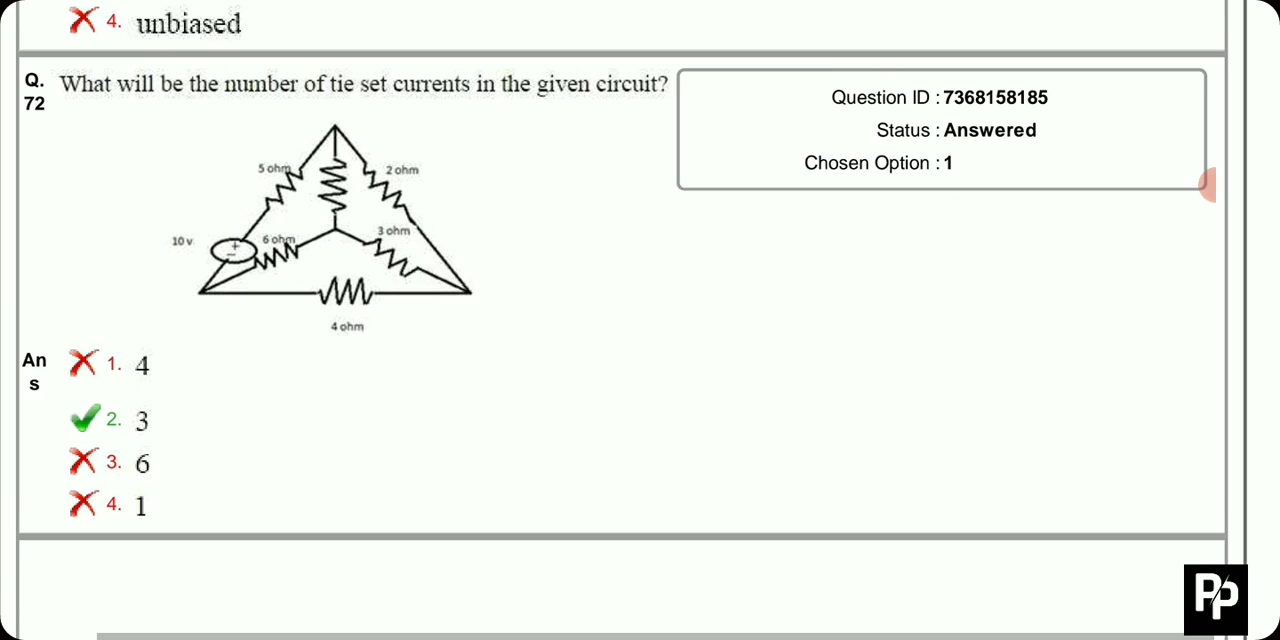 4. unbiased
Q. 72 What will be the number of tie set currents in the given circuit?
Question ID : 7368158185
Status : Answered
Chosen Option : 1
5 ohm
2 ohm
10 v
+
−
6 ohm
3 ohm
4 ohm
Ans
1. 4
2. 3
3. 6
4. 1
Pp